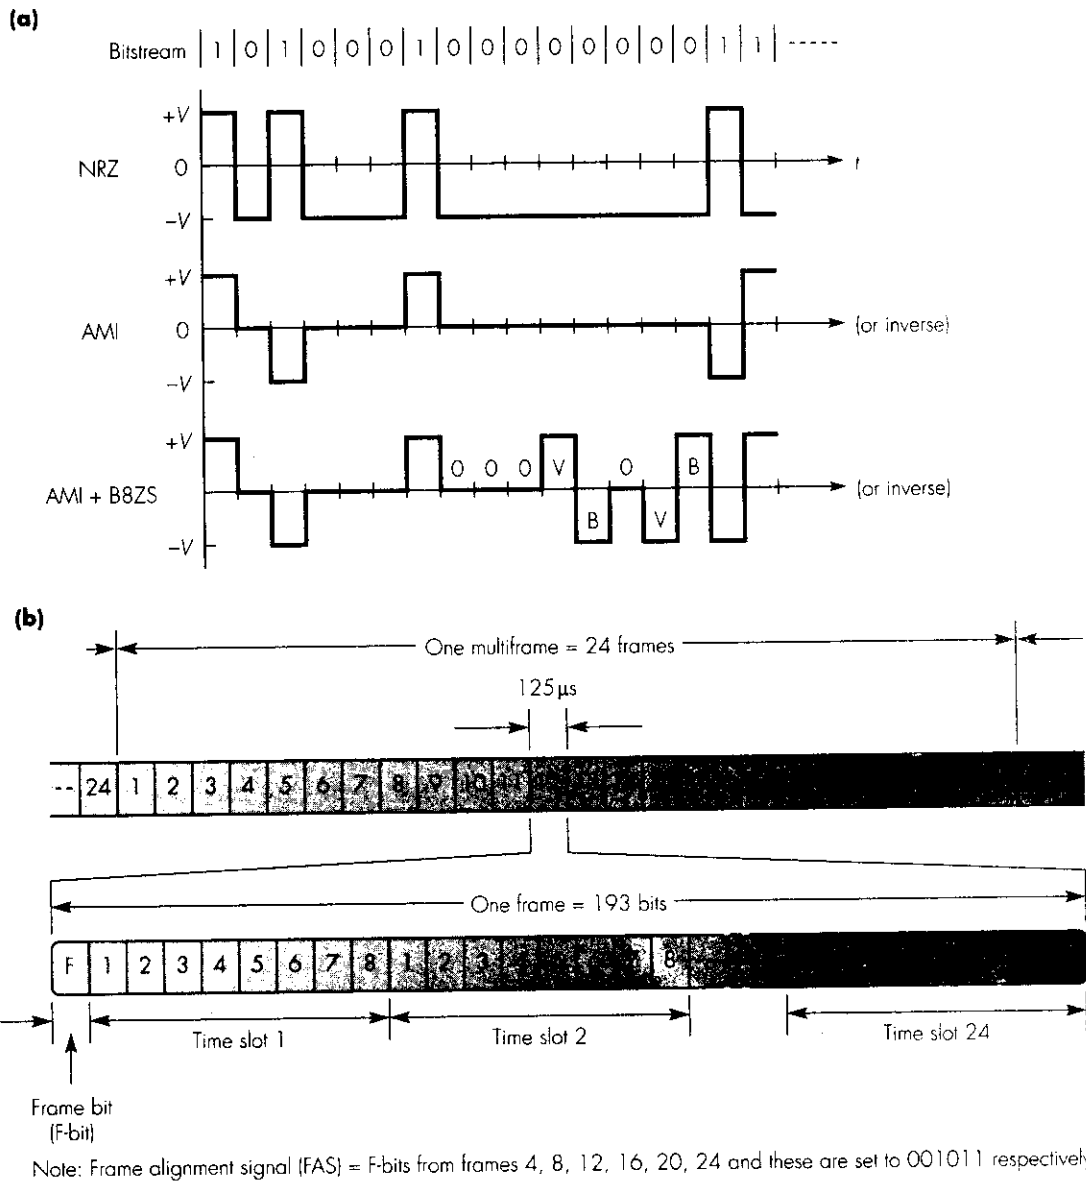 (a)
Bitstream 1 0 1 0 0 0 1 0 0 0 0 0 0 0 0 1 1 -----
+V
NRZ 0 t
−V
+V
AMI 0 (or inverse)
−V
+V
0 0 0 V 0 B
AMI + B8ZS (or inverse)
B V
−V
(b)
One multiframe = 24 frames
125 μs
-- 24 1 2 3 4 5 6 7 8 9 10 11
One frame = 193 bits
F 1 2 3 4 5 6 7 8 1 2 3 8
Time slot 1 Time slot 2 Time slot 24
Frame bit
(F-bit)
Note: Frame alignment signal (FAS) = F-bits from frames 4, 8, 12, 16, 20, 24 and these are set to 001011